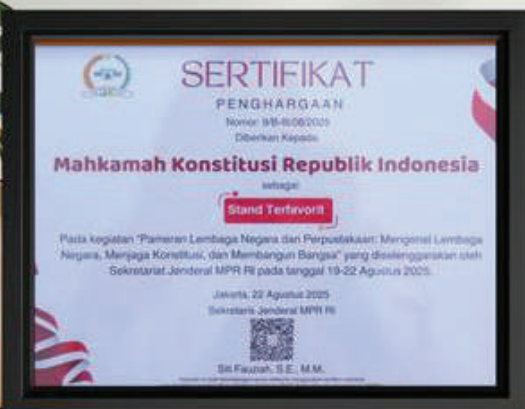 SERTIFIKAT
PENGHARGAAN
Diberikan Kepada:
Mahkamah Konstitusi Republik Indonesia
sebagai
Stand Terfavorit
Pada kegiatan "Pameran Lembaga Negara dan Perpustakaan: Mengenal Lembaga
Negara, Menjaga Konstitusi, dan Membangun Bangsa" yang diselenggarakan oleh
Sekretariat Jenderal MPR RI pada tanggal 19-22 Agustus 2025.
Jakarta, 22 Agustus 2025
Sekretaris Jenderal MPR RI
Siti Fauziah, S.E., M.M.